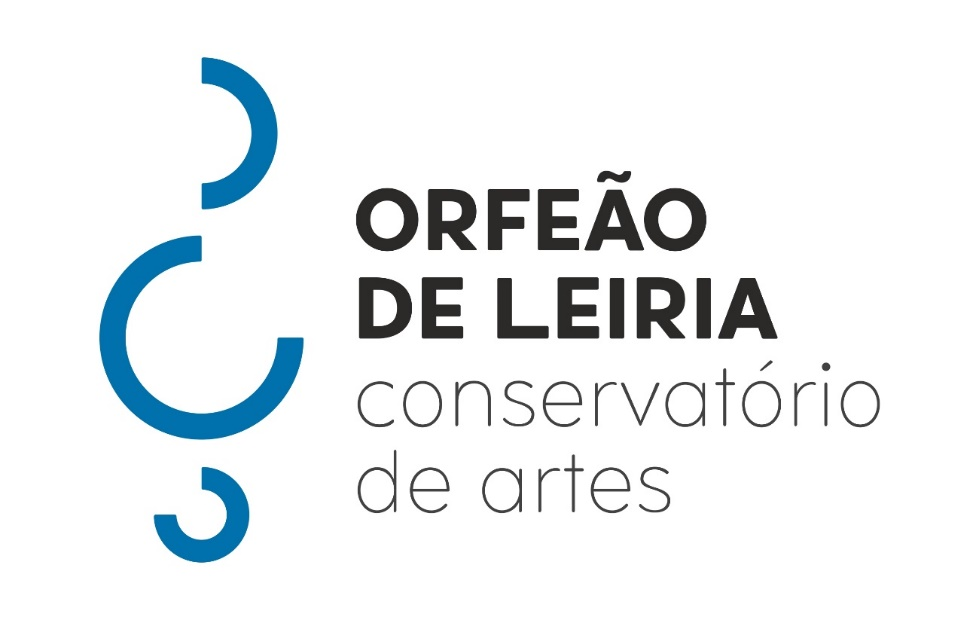 ORFEÃO
DE LEIRIA
conservatório
de artes